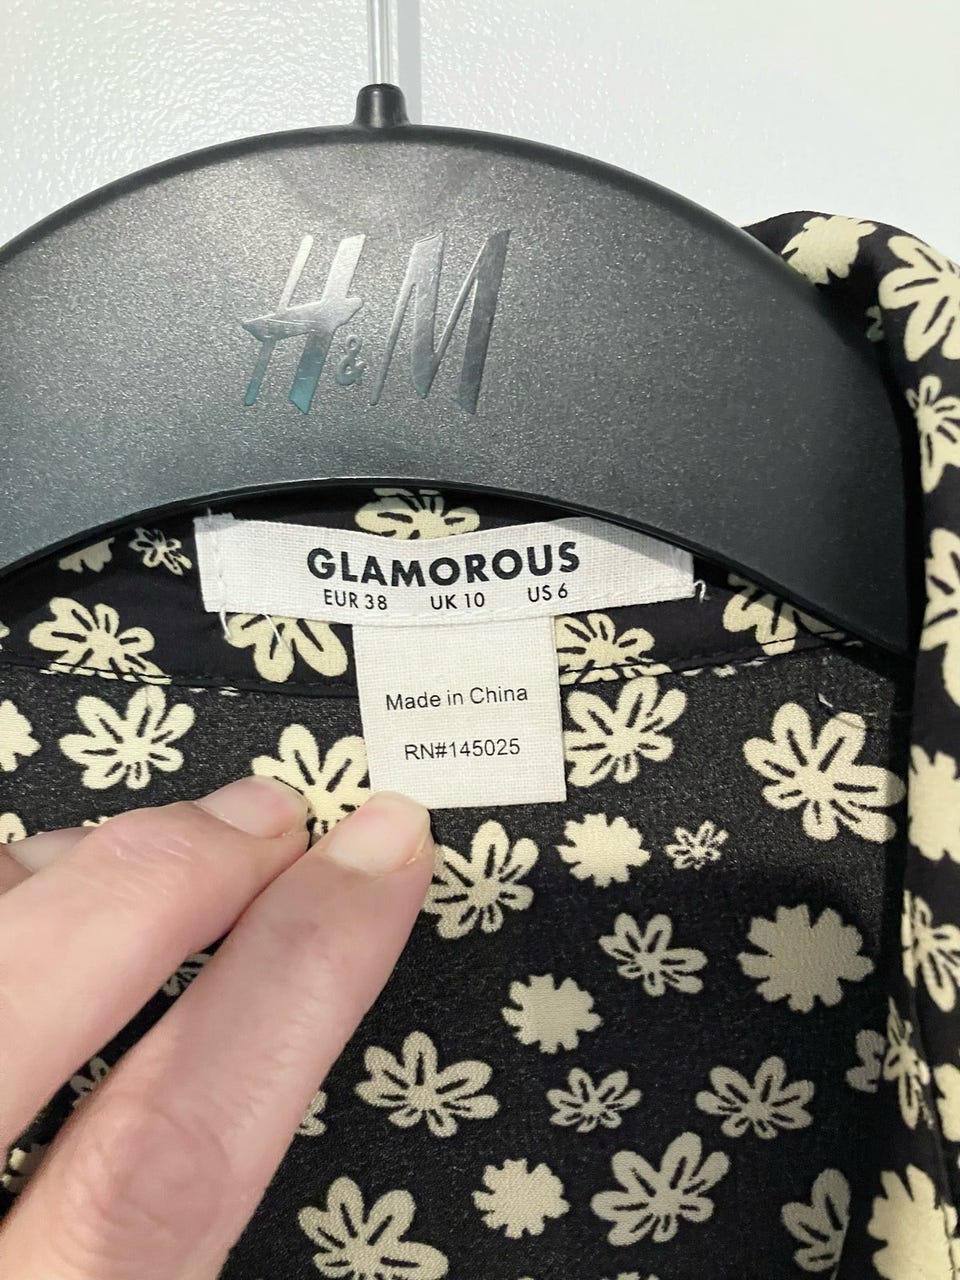 H&M
GLAMOROUS
EUR 38 UK 10 US 6
Made in China
RN#145025